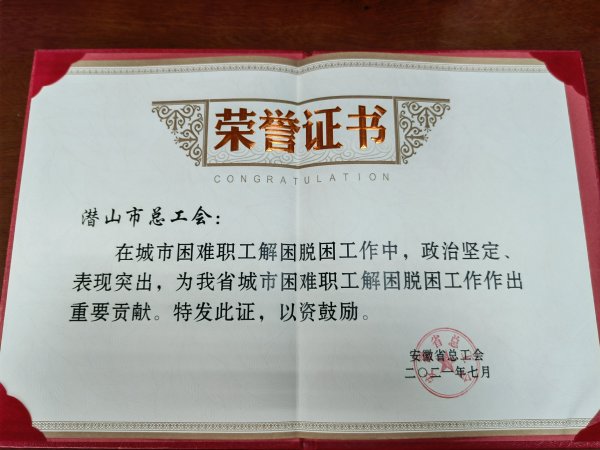 荣誉证书
CONGRATULATION
潜山市总工会：
在城市困难职工解困脱困工作中，政治坚定、
表现突出，为我省城市困难职工解困脱困工作作出
重要贡献。特发此证，以资鼓励。
安徽省总工会
二〇二一年七月